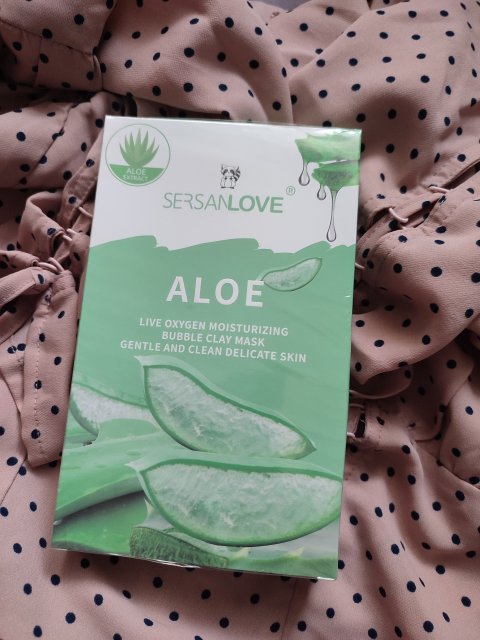 ALOE
EXTRACT
SERSANLOVE®
ALOE
LIVE OXYGEN MOISTURIZING
BUBBLE CLAY MASK
GENTLE AND CLEAN DELICATE SKIN